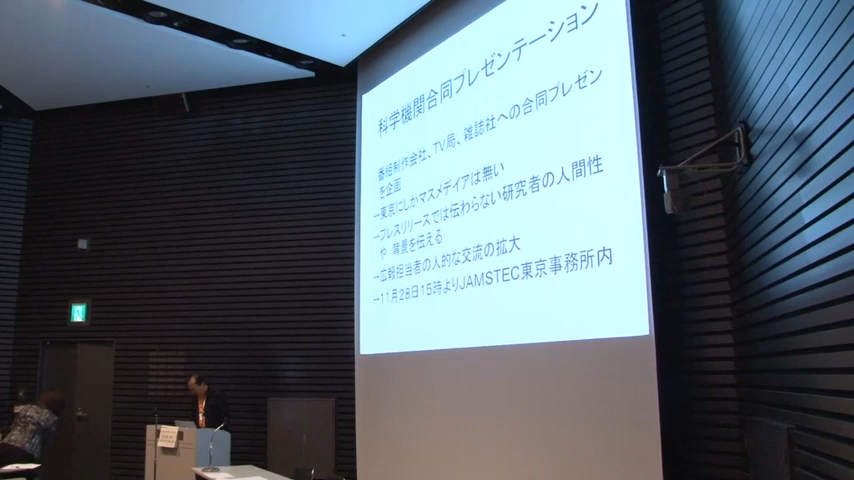 科学機関合同プレゼンテーション
番組制作会社、TV局、雑誌社への合同プレゼン
を企画
→東京にしかマスメデイアは無い
→プレスリリースでは伝わらない研究者の人間性
や 背景を伝える
→広報担当者の人的な交流の拡大
→11月28日15時よりJAMSTEC東京事務所内